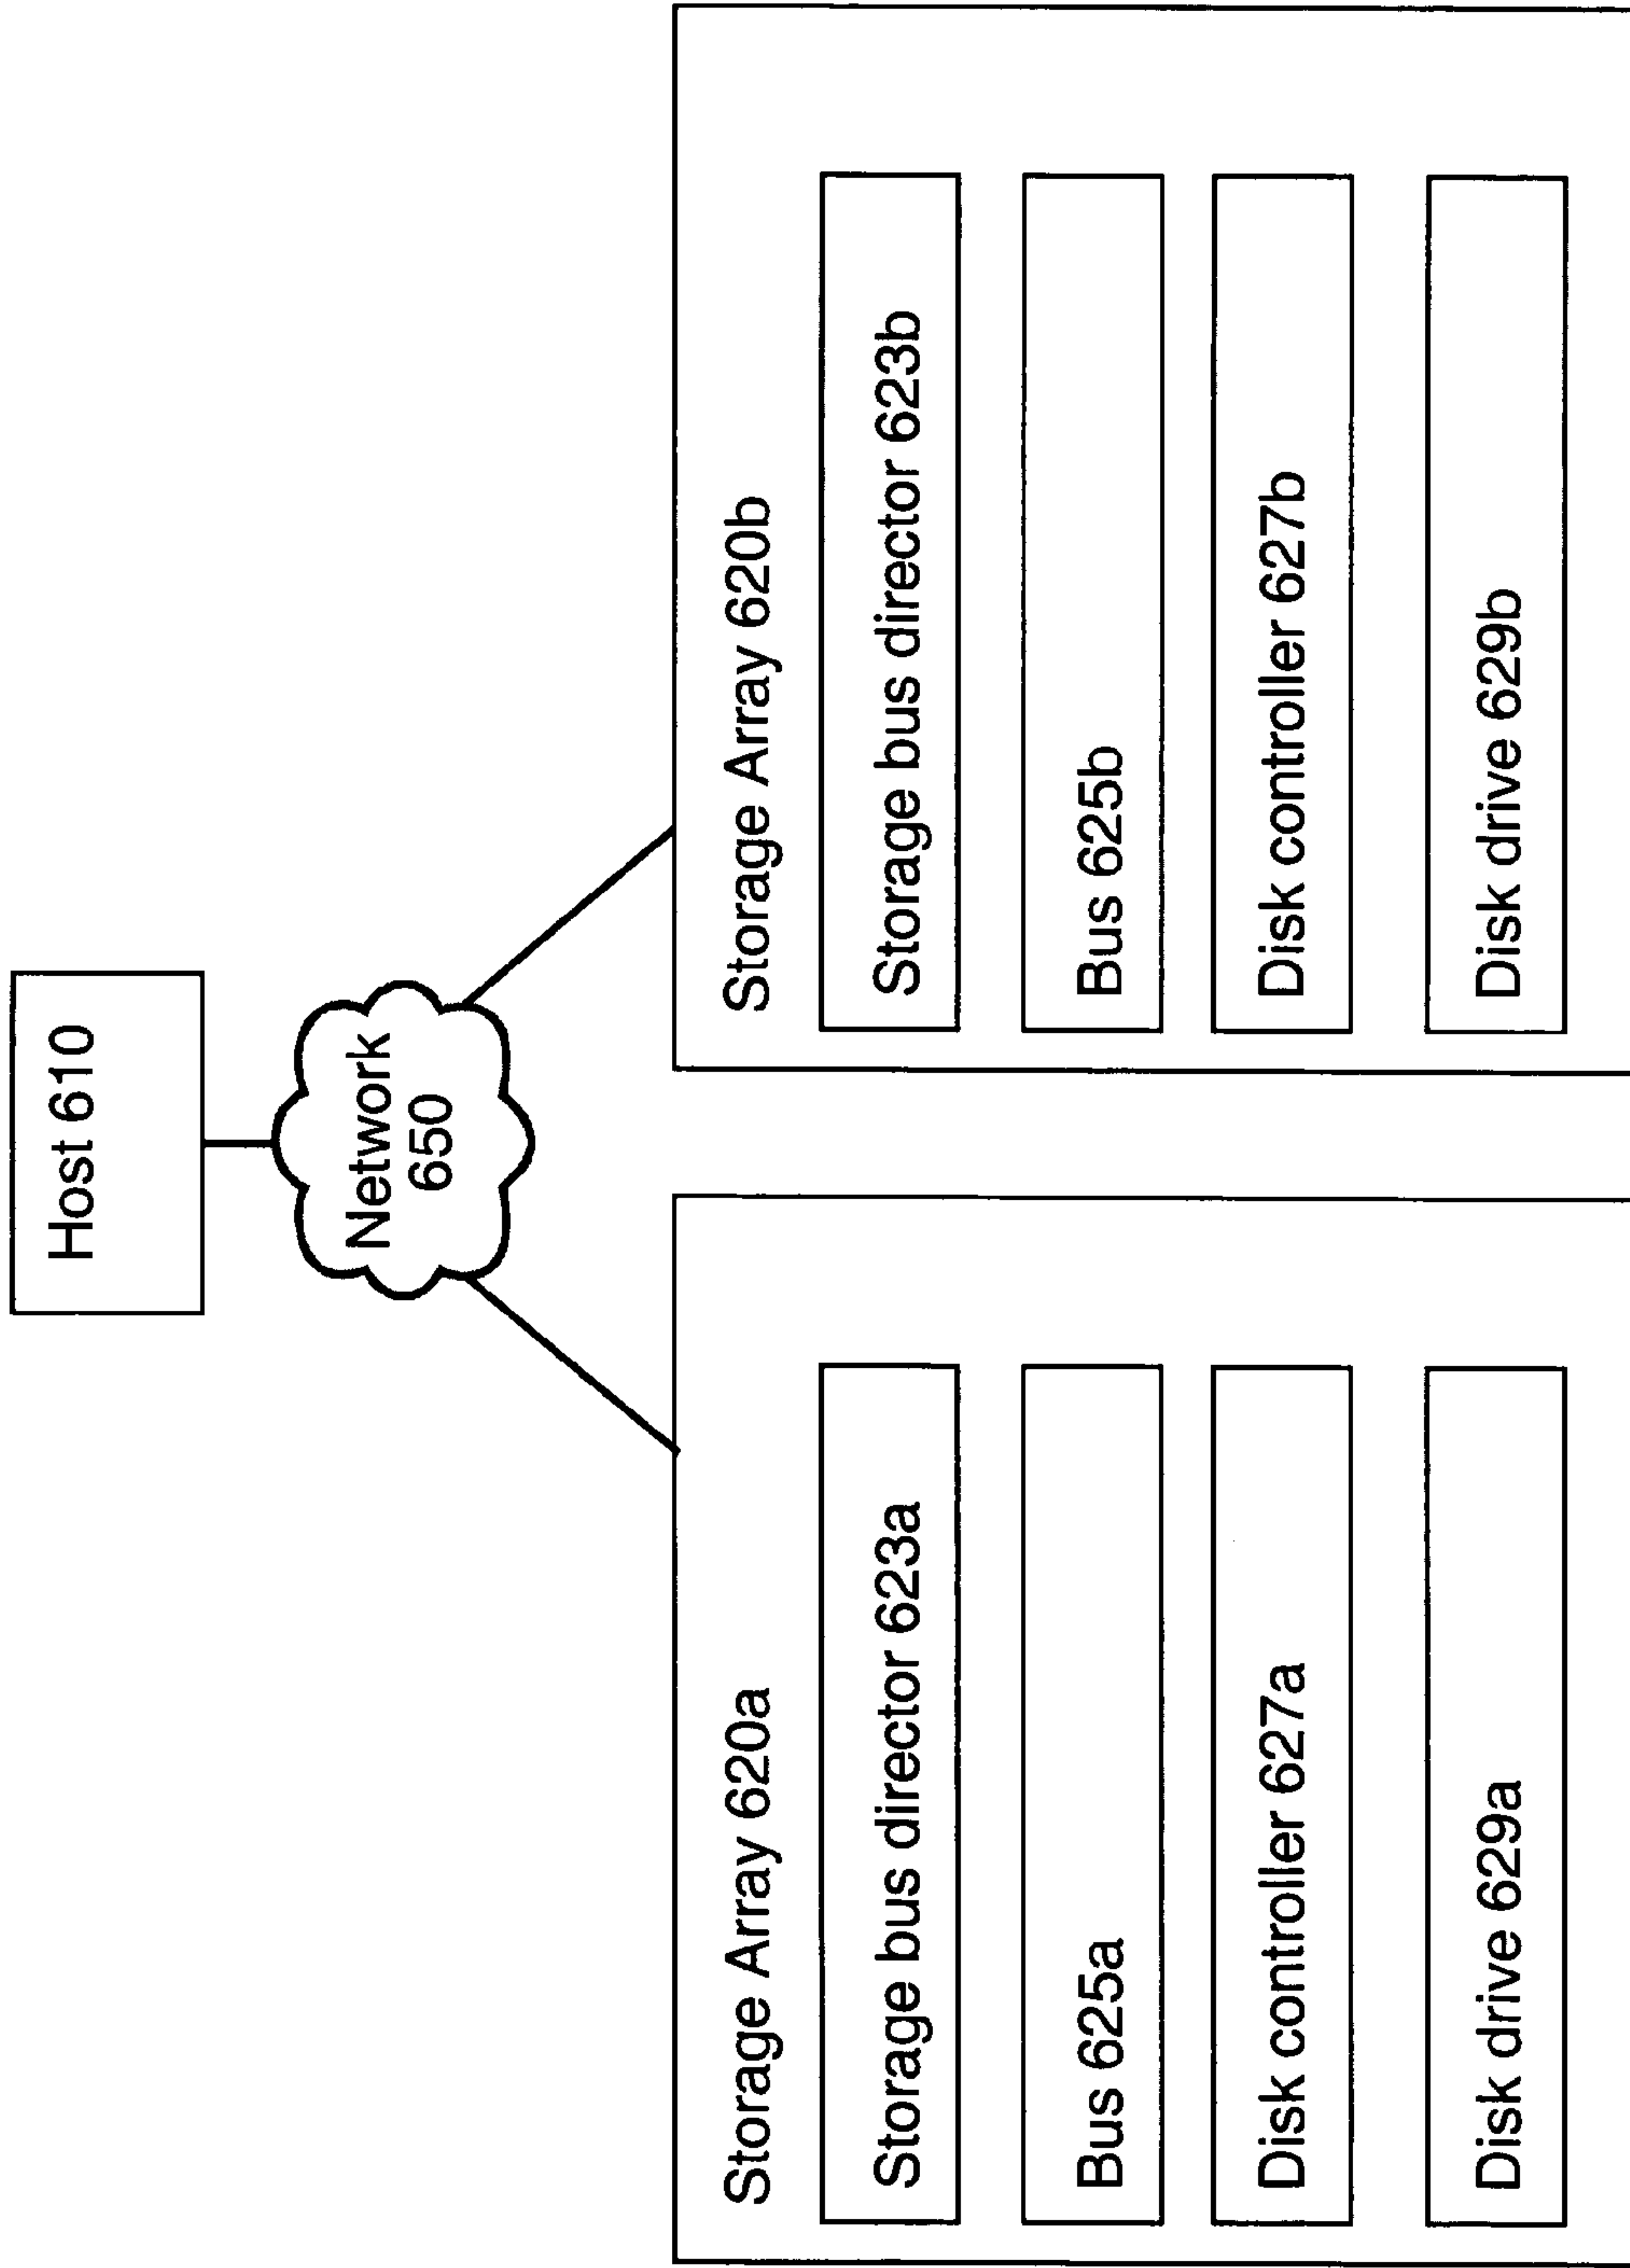 Host 610
Network
650
Storage Array 620a
Storage bus director 623a
Bus 625a
Disk controller 627a
Disk drive 629a
Storage Array 620b
Storage bus director 623b
Bus 625b
Disk controller 627b
Disk drive 629b